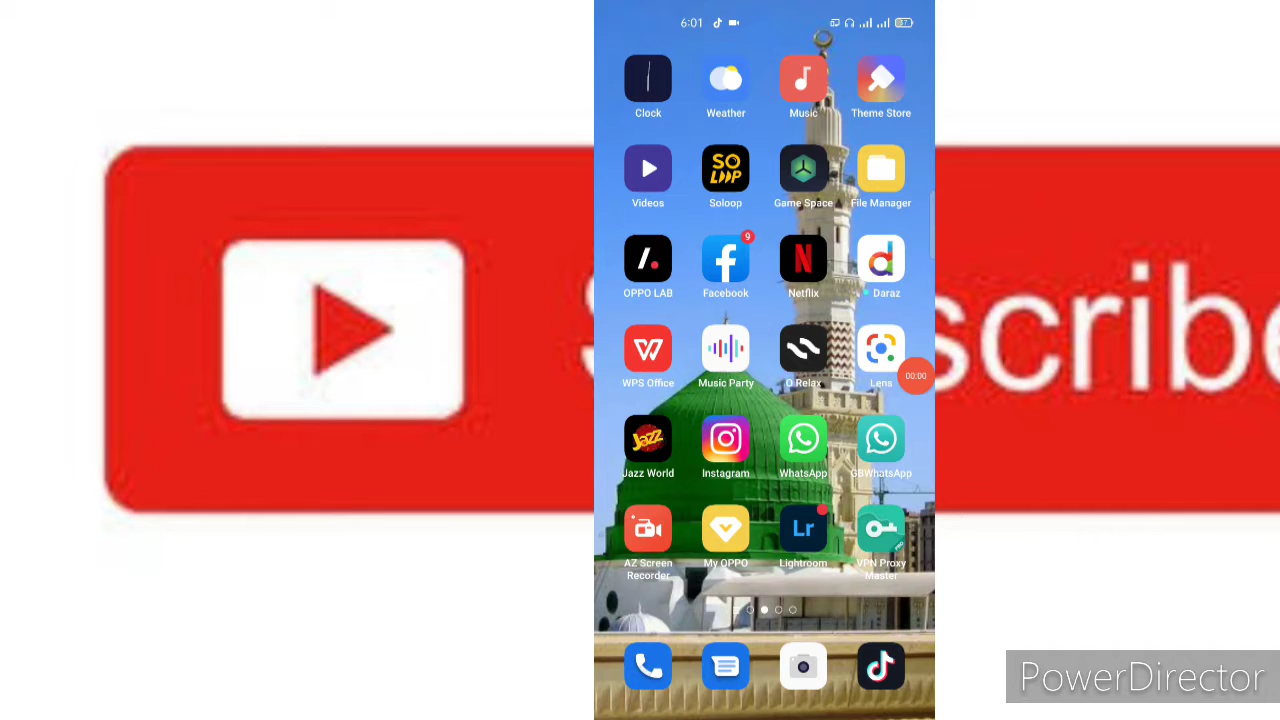 6:01
Clock Weather Music Theme Store
Videos Soloop Game Space File Manager
SO
LOOP
9
OPPO LAB Facebook Netflix Daraz
WPS Office Music Party O Relax Lens
00:00
Jazz
Jazz World Instagram WhatsApp GBWhatsApp
Lr
PRO
AZ Screen Recorder My OPPO Lightroom VPN Proxy Master
scribe
PowerDirector